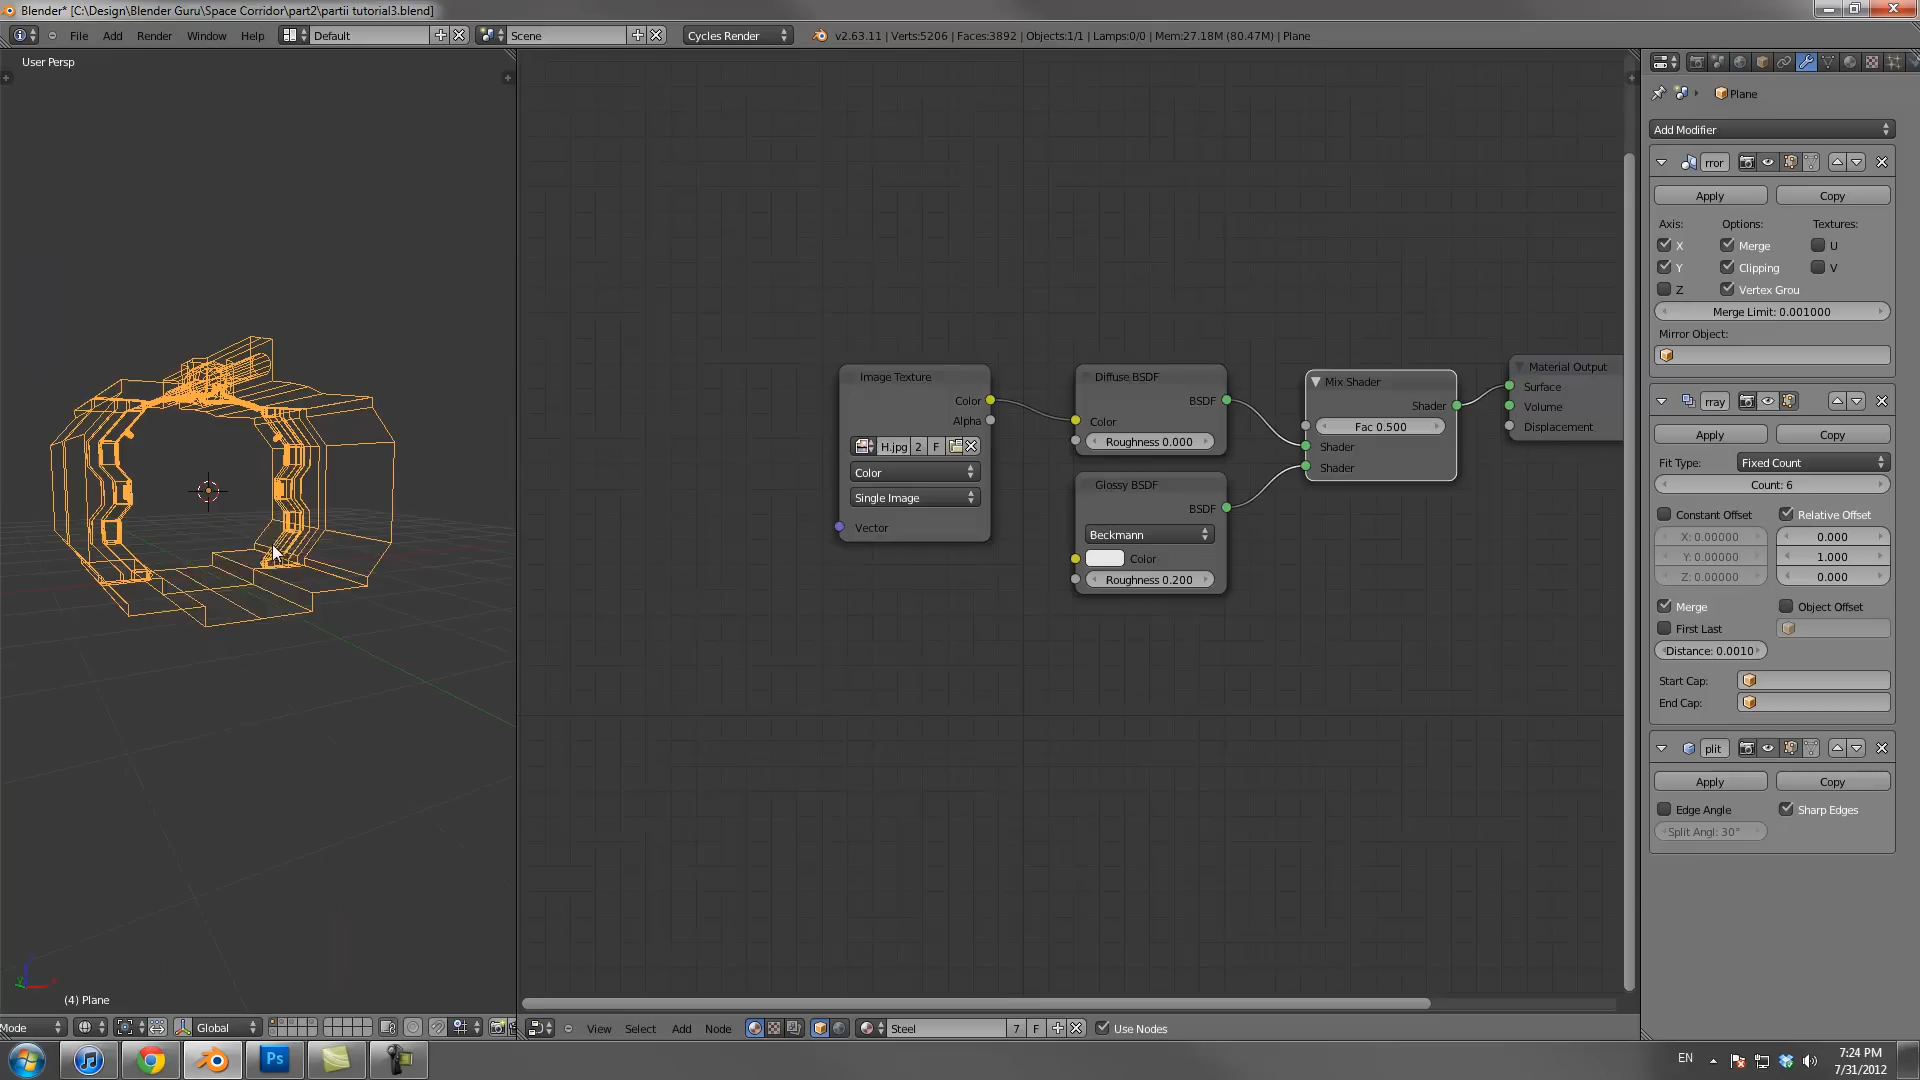 Blender* [C:\Design\Blender Guru\Space Corridor\part2\partii tutorial3.blend]
File Add Render Window Help Default Scene Cycles Render v2.63.11 | Verts:5206 | Faces:3892 | Objects:1/1 | Lamps:0/0 | Mem:27.18M (80.47M) | Plane
User Persp
Plane
Add Modifier
rror
Apply Copy
Axis: Options: Textures:
X Merge U
Y Clipping V
Z Vertex Grou
Merge Limit: 0.001000
Mirror Object:
rray
Apply Copy
Fit Type: Fixed Count
Count: 6
Constant Offset Relative Offset
X: 0.00000 0.000
Y: 0.00000 1.000
Z: 0.00000 0.000
Merge Object Offset
First Last
Distance: 0.0010
Start Cap:
End Cap:
plit
Apply Copy
Edge Angle Sharp Edges
Split Angl: 30°
Image Texture
Color
Alpha
H.jpg 2 F
Color
Single Image
Vector
Diffuse BSDF
BSDF
Color
Roughness 0.000
Glossy BSDF
BSDF
Beckmann
Color
Roughness 0.200
Mix Shader
Shader
Fac 0.500
Shader
Shader
Material Output
Surface
Volume
Displacement
(4) Plane
Mode Global View Select Add Node Steel 7 F Use Nodes
Ps
EN
7:24 PM
7/31/2012